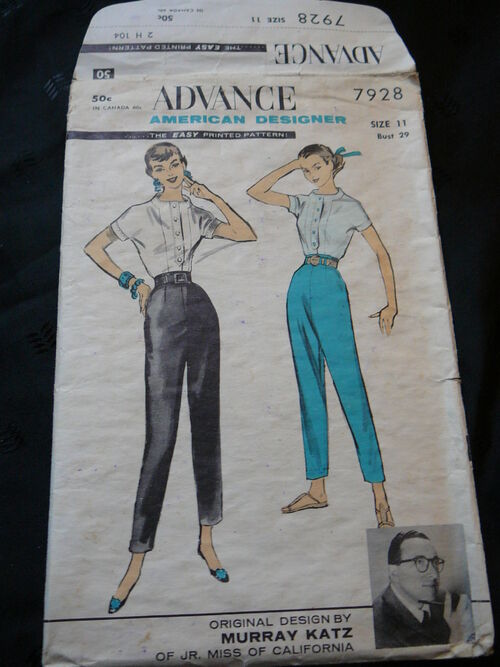 7928
SIZE 11
50¢
IN CANADA 60c
2 H 104
ADVANCE
...THE EASY PRINTED PATTERN!
50
50¢
IN CANADA 60c
ADVANCE
7928
AMERICAN DESIGNER
SIZE 11
Bust 29
...THE EASY PRINTED PATTERN!
ORIGINAL DESIGN BY
MURRAY KATZ
OF JR. MISS OF CALIFORNIA